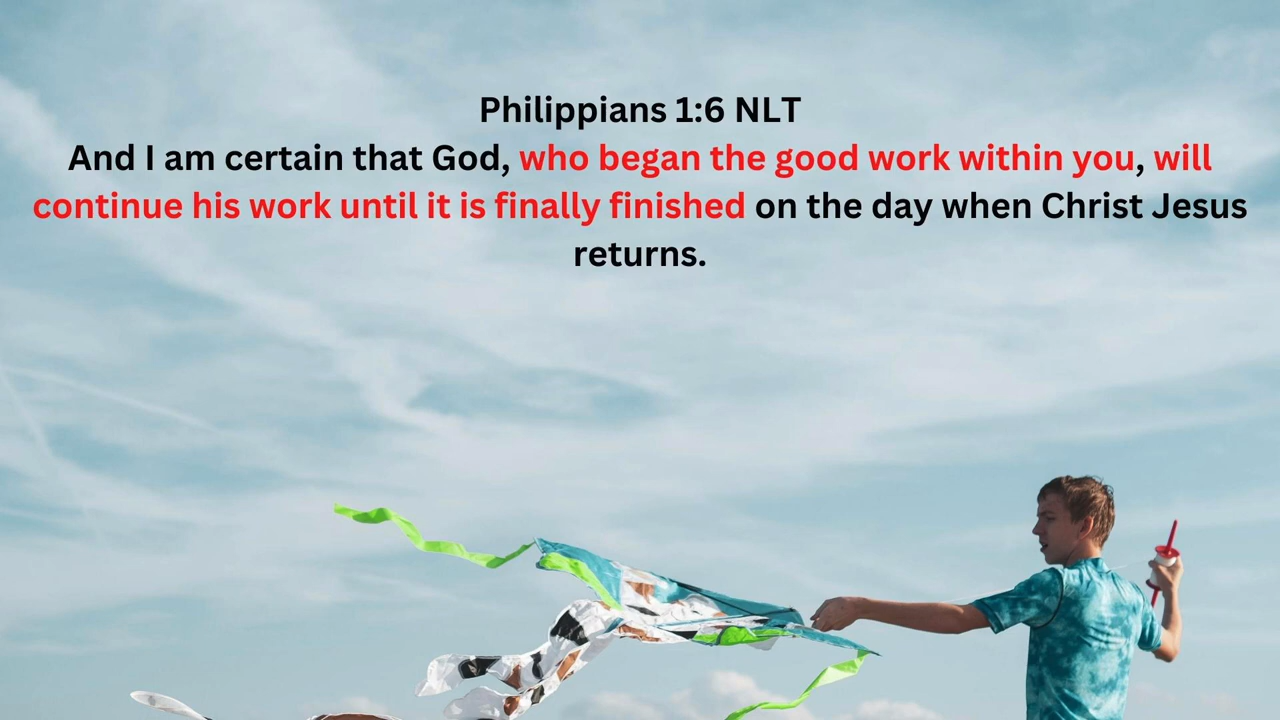 Philippians 1:6 NLT
And I am certain that God, who began the good work within you, will
continue his work until it is finally finished on the day when Christ Jesus
returns.